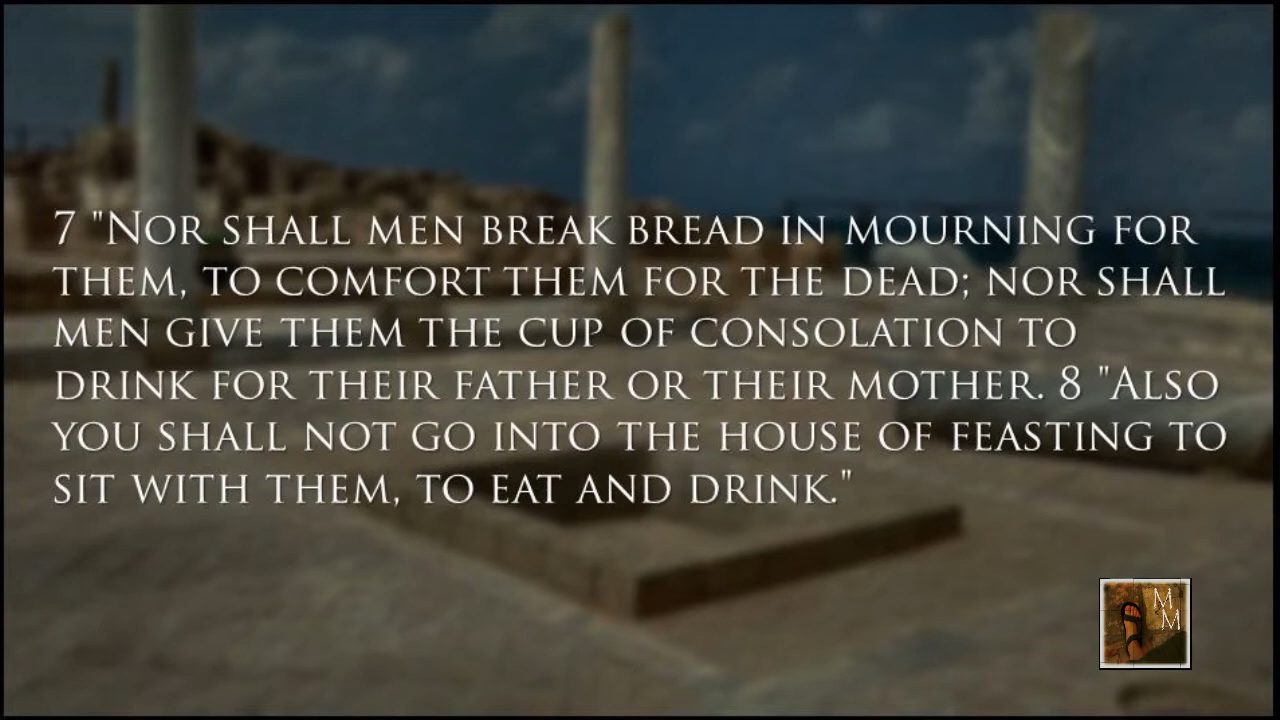 7 "Nor shall men break bread in mourning for
them, to comfort them for the dead; nor shall
men give them the cup of consolation to
drink for their father or their mother. 8 "Also
you shall not go into the house of feasting to
sit with them, to eat and drink."
M
M